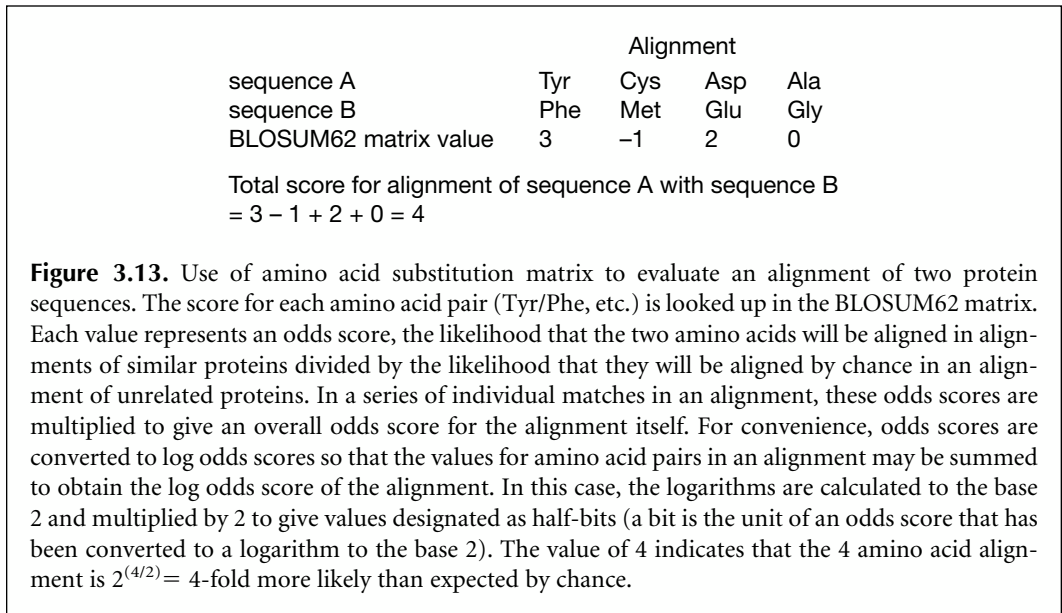 Alignment
sequence A Tyr Cys Asp Ala
sequence B Phe Met Glu Gly
BLOSUM62 matrix value 3 –1 2 0
Total score for alignment of sequence A with sequence B
= 3 – 1 + 2 + 0 = 4
Figure 3.13. Use of amino acid substitution matrix to evaluate an alignment of two protein
sequences. The score for each amino acid pair (Tyr/Phe, etc.) is looked up in the BLOSUM62 matrix.
Each value represents an odds score, the likelihood that the two amino acids will be aligned in align-
ments of similar proteins divided by the likelihood that they will be aligned by chance in an align-
ment of unrelated proteins. In a series of individual matches in an alignment, these odds scores are
multiplied to give an overall odds score for the alignment itself. For convenience, odds scores are
converted to log odds scores so that the values for amino acid pairs in an alignment may be summed
to obtain the log odds score of the alignment. In this case, the logarithms are calculated to the base
2 and multiplied by 2 to give values designated as half-bits (a bit is the unit of an odds score that has
been converted to a logarithm to the base 2). The value of 4 indicates that the 4 amino acid align-
ment is 2^(4/2) = 4-fold more likely than expected by chance.